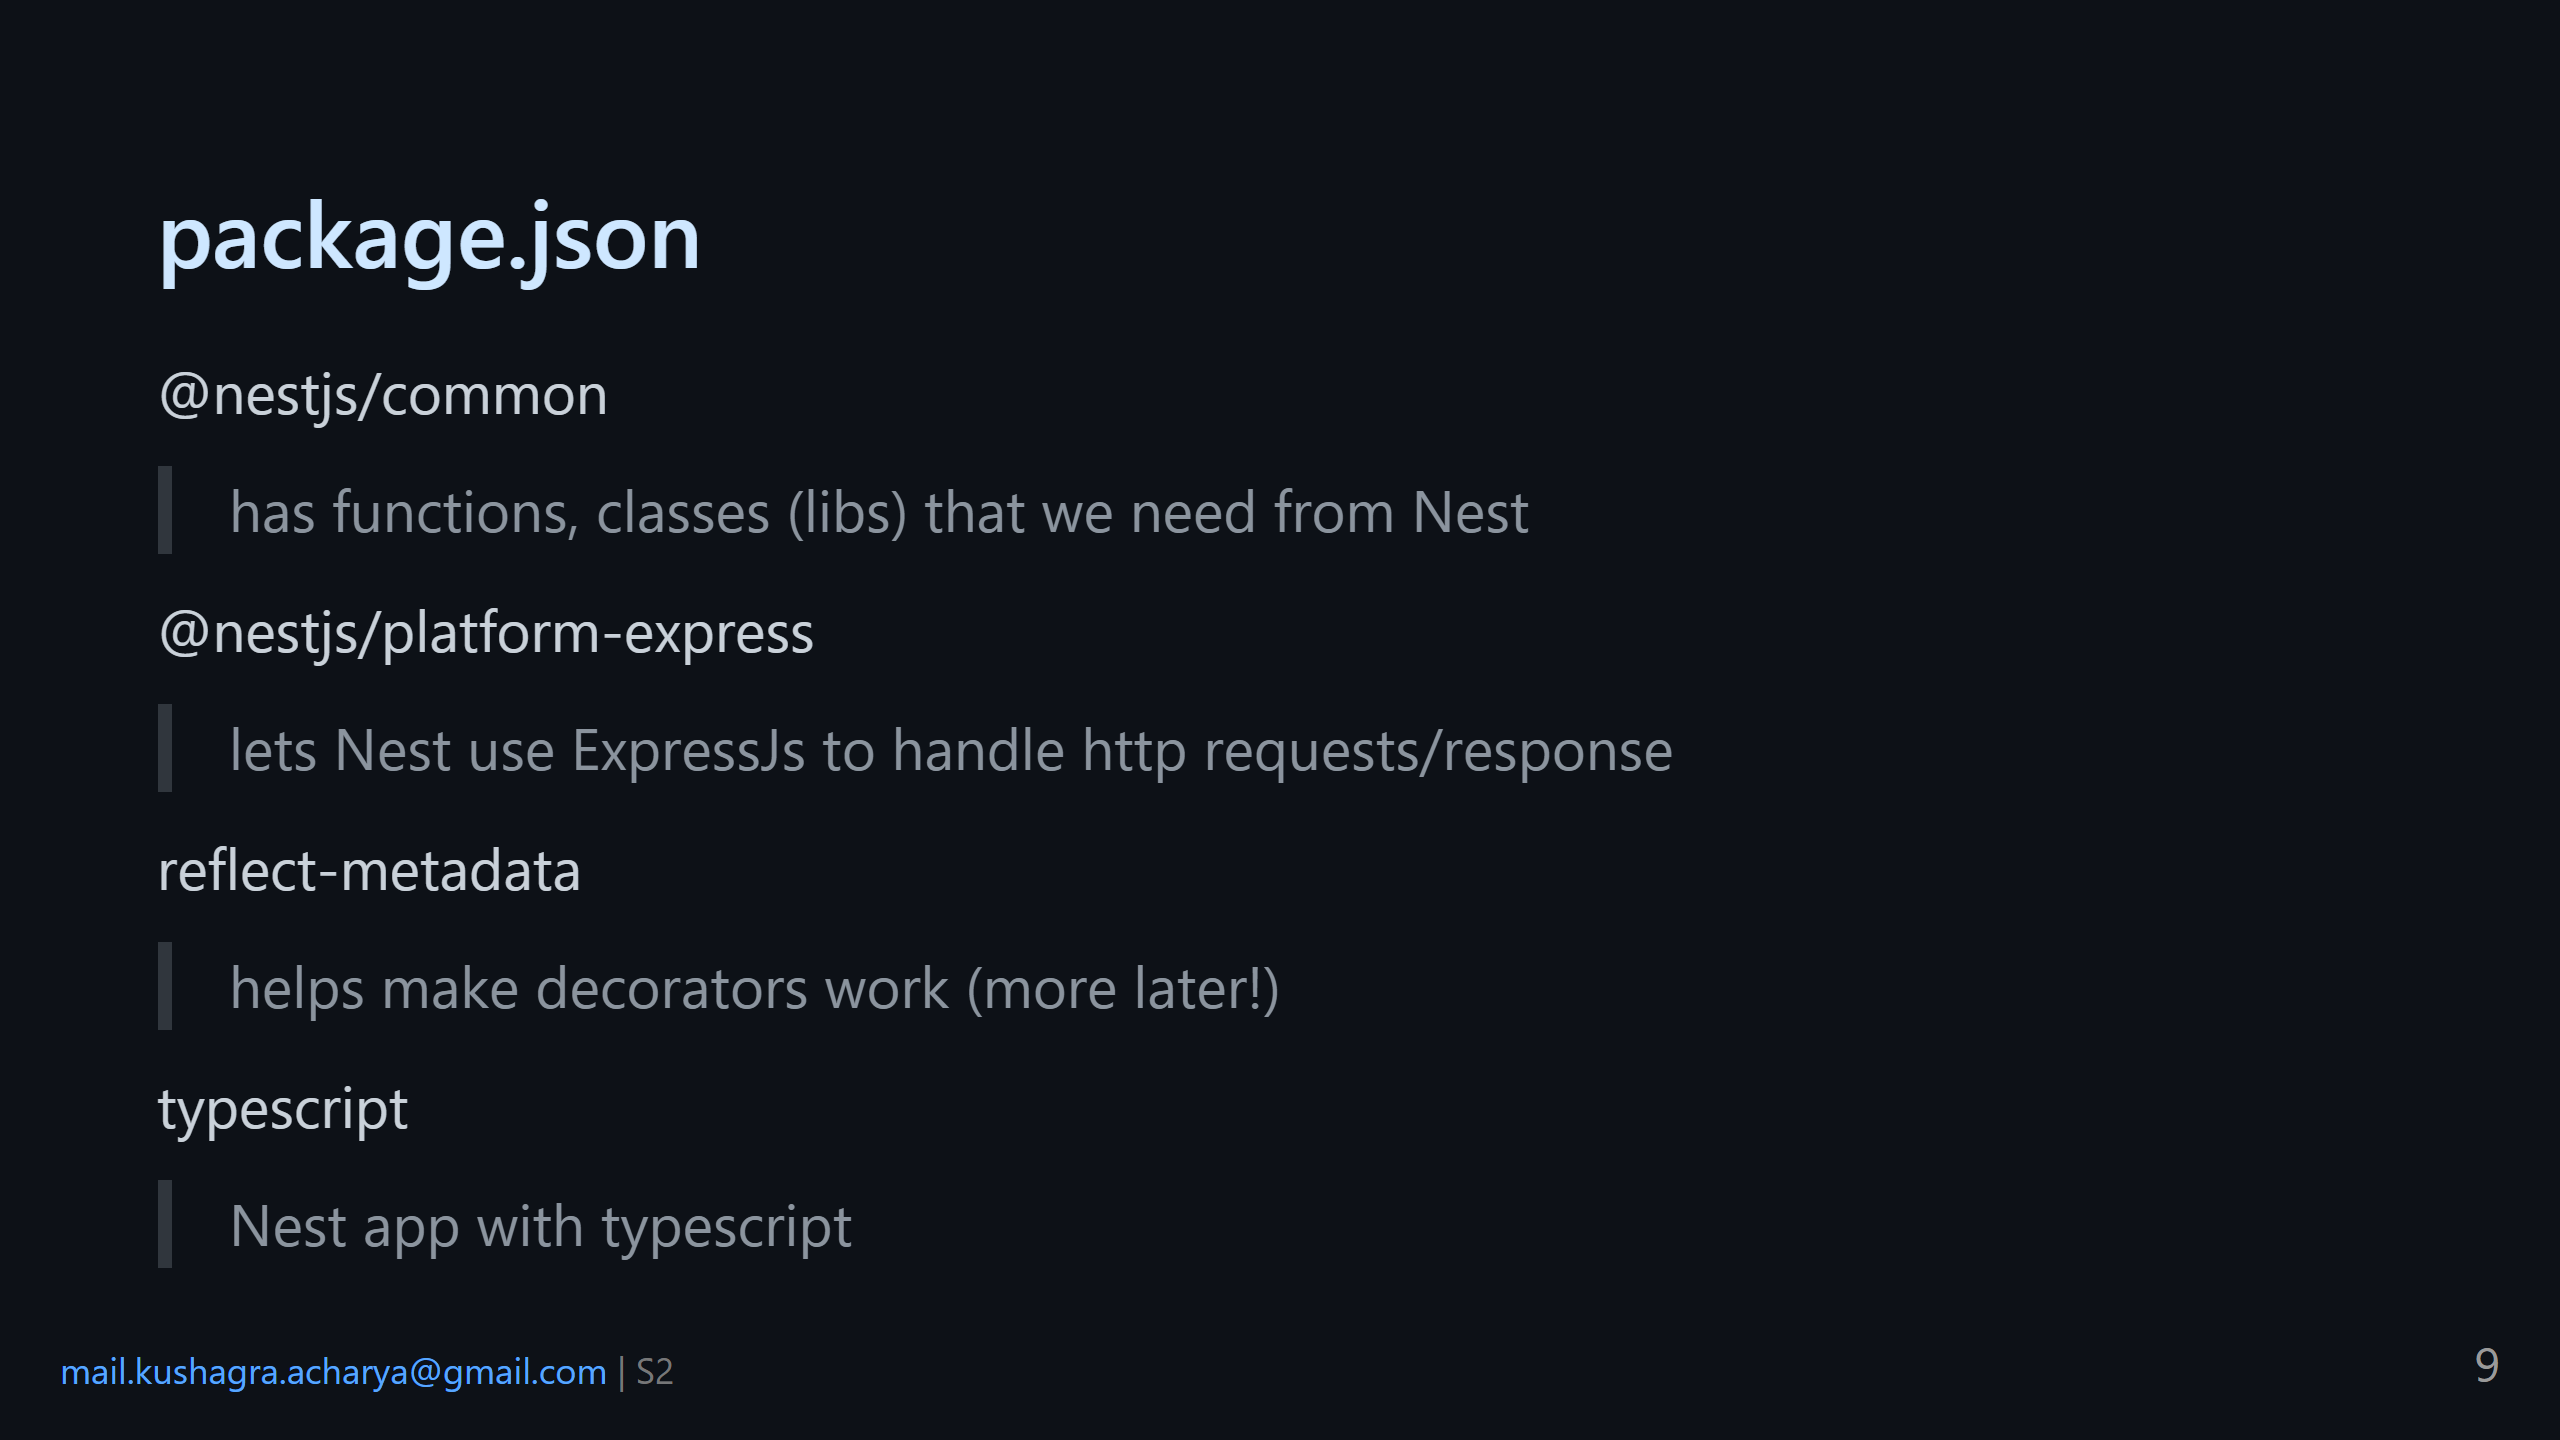 package.json
@nestjs/common
has functions, classes (libs) that we need from Nest
@nestjs/platform-express
lets Nest use ExpressJs to handle http requests/response
reflect-metadata
helps make decorators work (more later!)
typescript
Nest app with typescript
mail.kushagra.acharya@gmail.com | S2
9